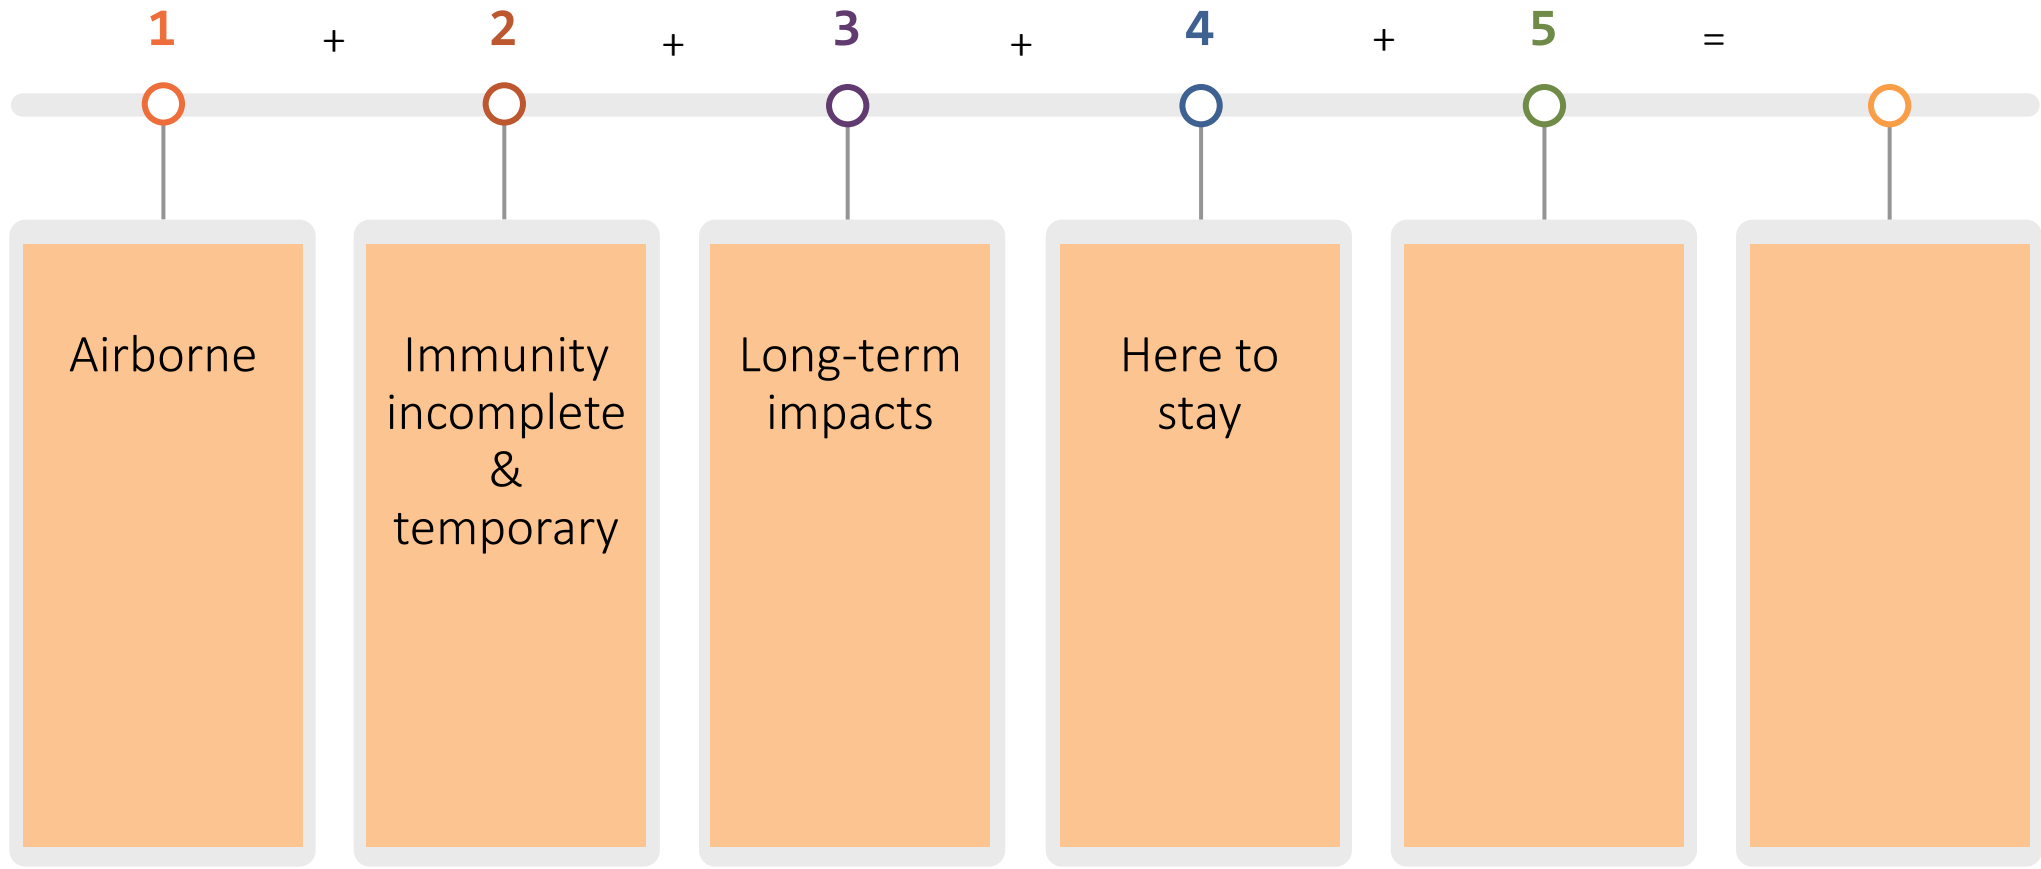 1 + 2 + 3 + 4 + 5 =
Airborne
Immunity
incomplete
&
temporary
Long-term
impacts
Here to
stay